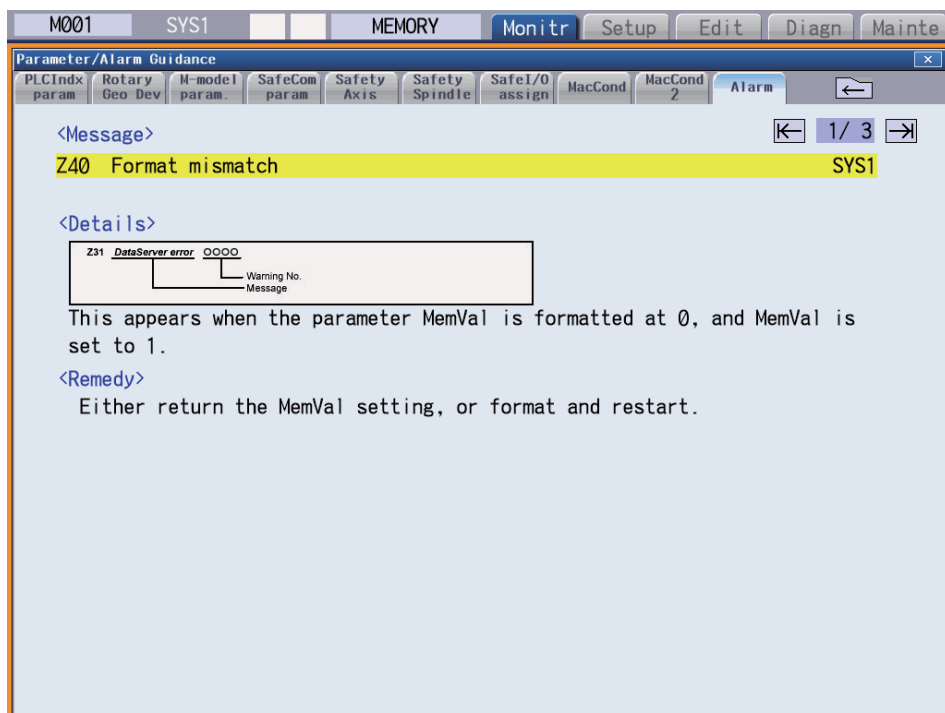 M001 SYS1 MEMORY Monitr Setup Edit Diagn Mainte
Parameter/Alarm Guidance
PLCIndx param Rotary Geo Dev M-model param. SafeCom param Safety Axis Safety Spindle SafeI/O assign MacCond MacCond 2 Alarm
<Message> 1/ 3
Z40 Format mismatch SYS1
<Details>
Z31 DataServer error OOOO
Warning No.
Message
This appears when the parameter MemVal is formatted at 0, and MemVal is
set to 1.
<Remedy>
Either return the MemVal setting, or format and restart.